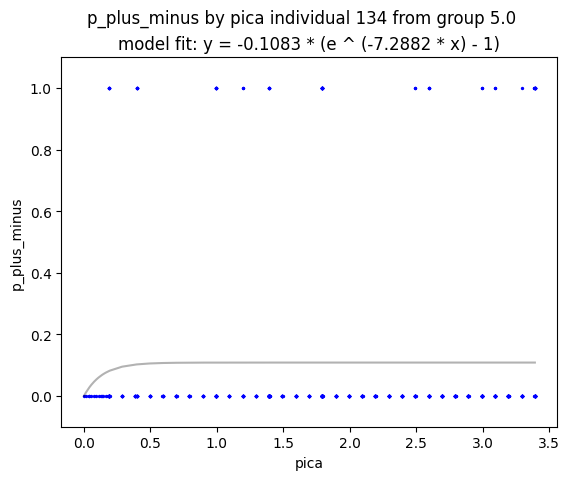 p_plus_minus by pica individual 134 from group 5.0
model fit: y = -0.1083 * (e ^ (-7.2882 * x) - 1)
1.0
0.8
0.6
0.4
0.2
0.0
p_plus_minus
0.0 0.5 1.0 1.5 2.0 2.5 3.0 3.5
pica